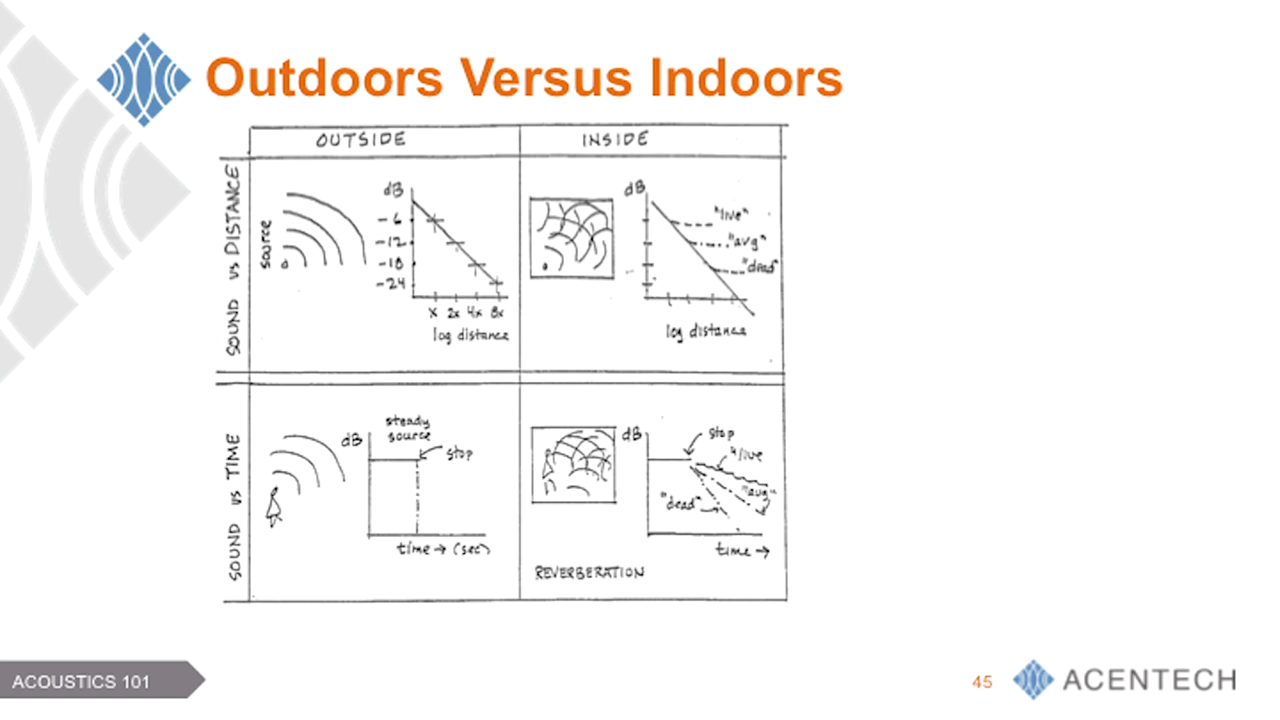 Outdoors Versus Indoors
OUTSIDE
INSIDE
SOUND vs DISTANCE
source
dB
-6
-12
-18
-24
x 2x 4x 8x
log distance
dB
"live"
"avg"
"dead"
log distance
SOUND vs TIME
dB
steady
source
stop
time → (sec)
dB
stop
"live
"avg"
"dead"
time →
REVERBERATION
ACOUSTICS 101
45
ACENTECH